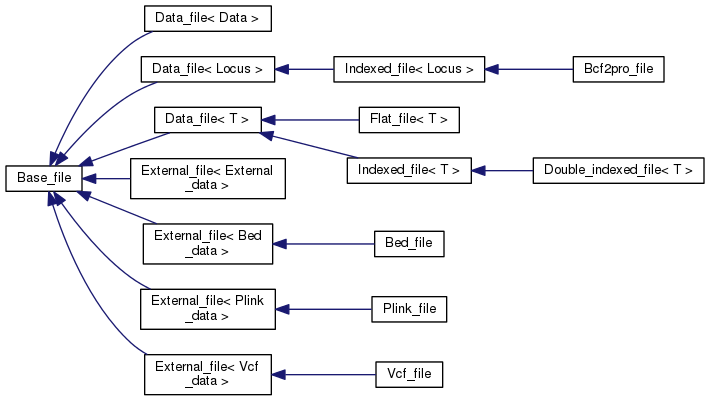 Data_file< Data >
Data_file< Locus >
Indexed_file< Locus >
Bcf2pro_file
Data_file< T >
Flat_file< T >
External_file< External
_data >
Indexed_file< T >
Double_indexed_file< T >
Base_file
External_file< Bed
_data >
Bed_file
External_file< Plink
_data >
Plink_file
External_file< Vcf
_data >
Vcf_file